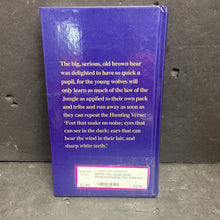 The big, serious, old brown bear
was delighted to have so quick a
pupil, for the young wolves will
only learn as much of the law of the
Jungle as applied to their own pack
and tribe and run away as soon as
they can repeat the Hunting Verse:
'Feet that make no noise; eyes that
can see in the dark; ears that can
hear the wind in their lair, and
sharp white teeth.'